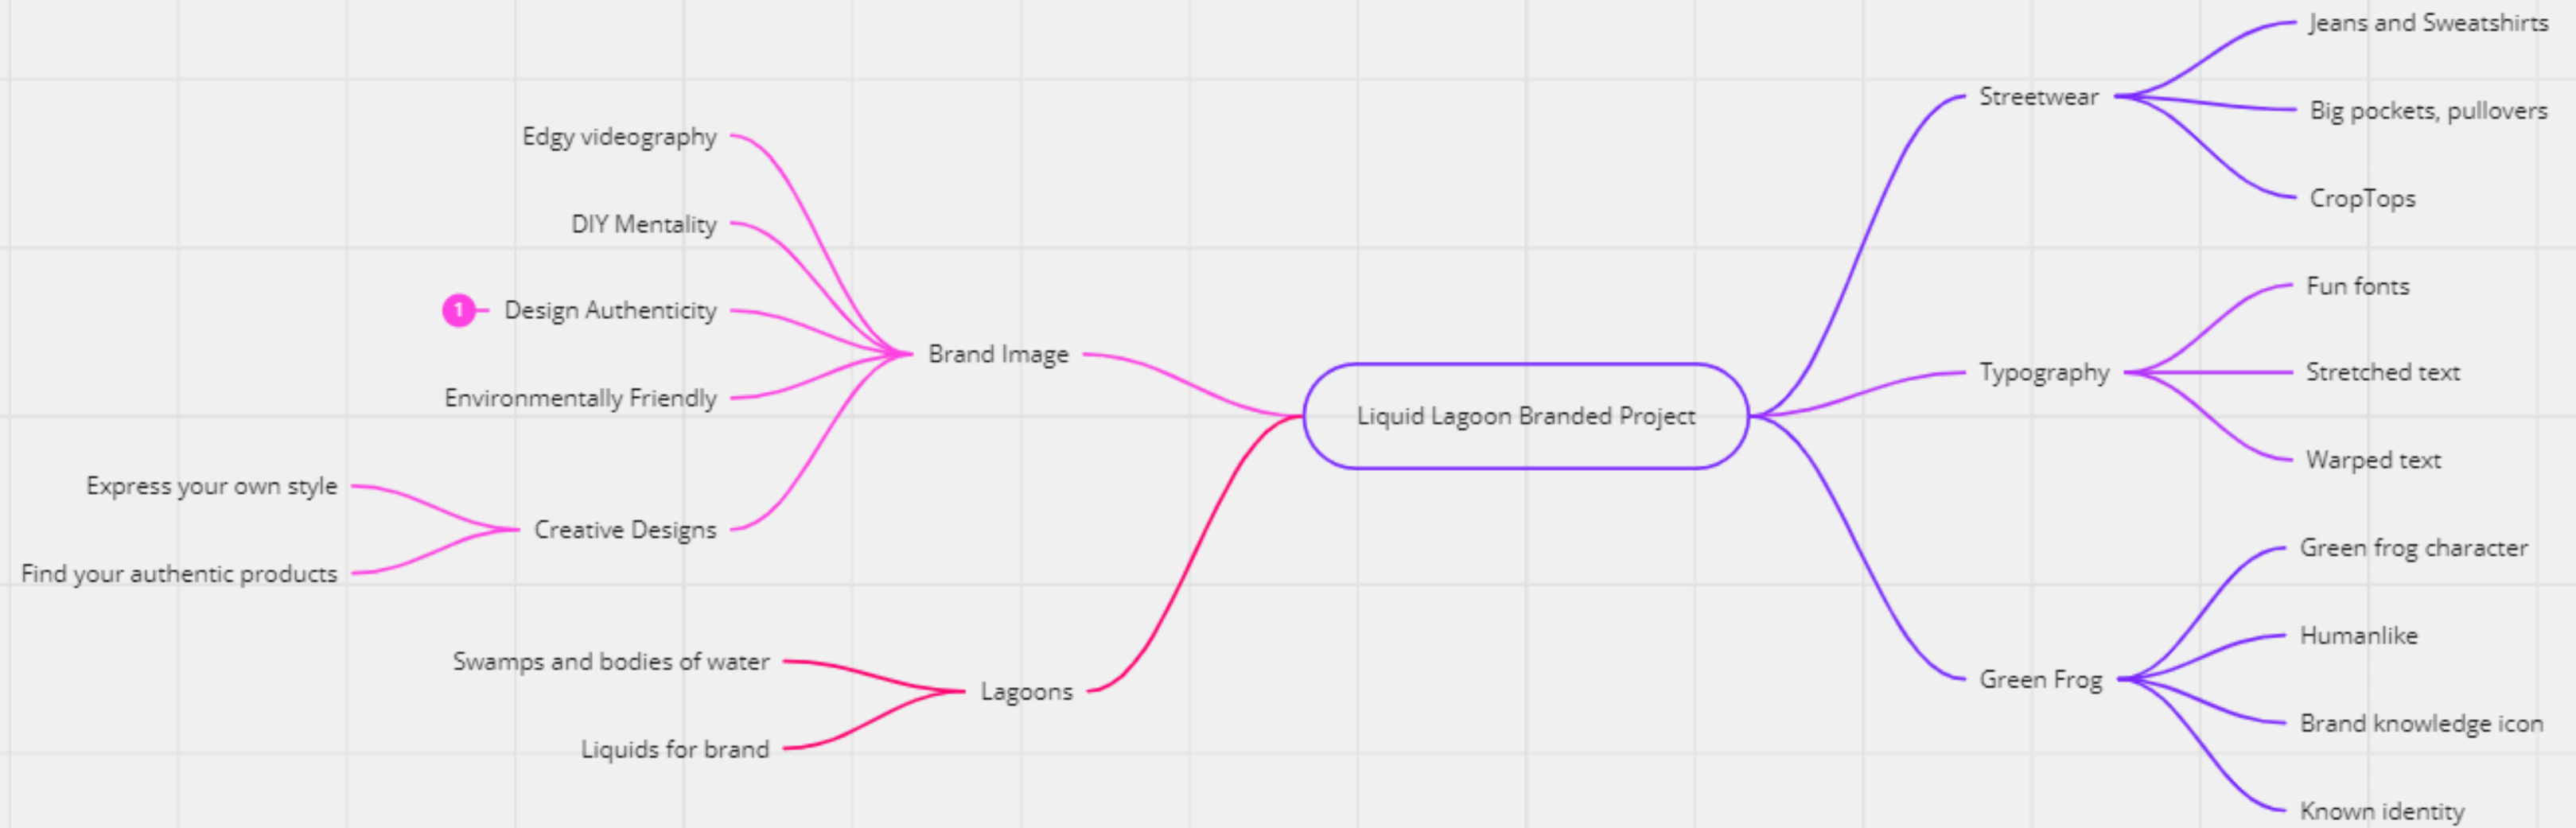 Liquid Lagoon Branded Project
Brand Image
Edgy videography
DIY Mentality
1
Design Authenticity
Environmentally Friendly
Creative Designs
Express your own style
Find your authentic products
Lagoons
Swamps and bodies of water
Liquids for brand
Streetwear
Jeans and Sweatshirts
Big pockets, pullovers
CropTops
Typography
Fun fonts
Stretched text
Warped text
Green Frog
Green frog character
Humanlike
Brand knowledge icon
Known identity